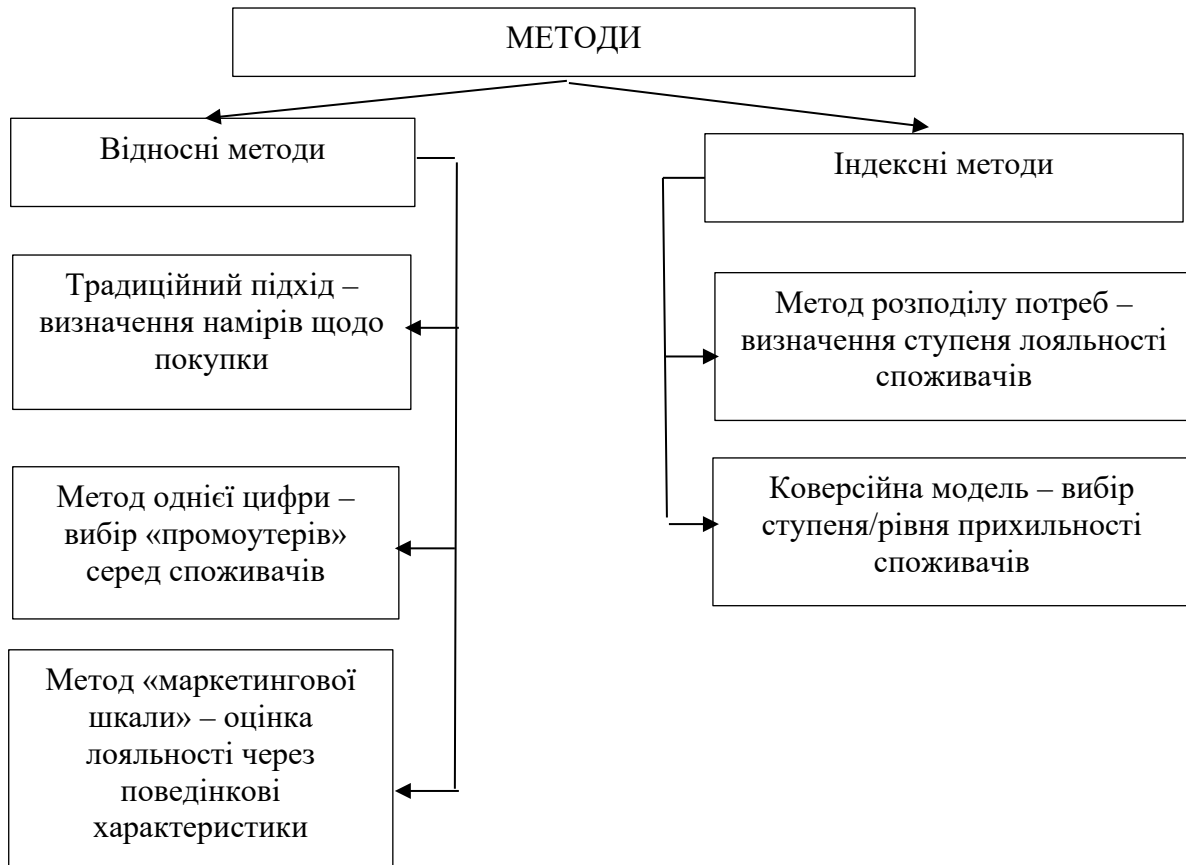 МЕТОДИ
Відносні методи
Традиційний підхід –
визначення намірів щодо
покупки
Метод однієї цифри –
вибір «промоутерів»
серед споживачів
Метод «маркетингової
шкали» – оцінка
лояльності через
поведінкові
характеристики
Індексні методи
Метод розподілу потреб –
визначення ступеня лояльності
споживачів
Коверсійна модель – вибір
ступеня/рівня прихильності
споживачів